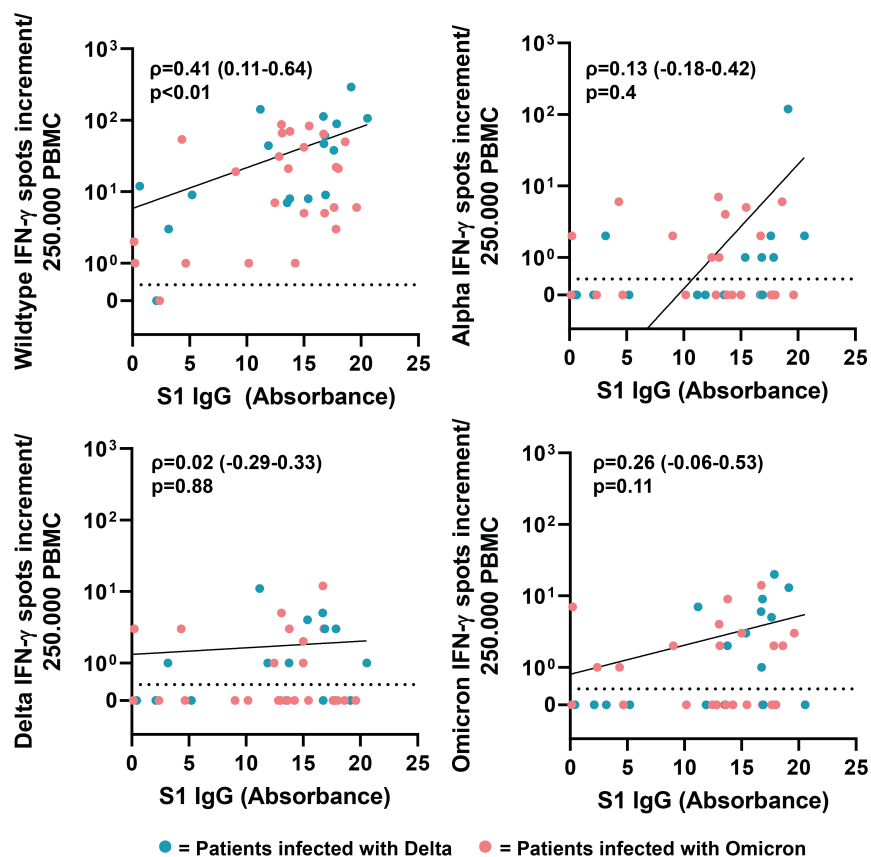 Wildtype IFN-γ spots increment/
250.000 PBMC
10³
10²
10¹
10⁰
0
ρ=0.41 (0.11-0.64)
p<0.01
0 5 10 15 20 25
S1 IgG (Absorbance)
Alpha IFN-γ spots increment/
250.000 PBMC
10³
10²
10¹
10⁰
0
ρ=0.13 (-0.18-0.42)
p=0.4
0 5 10 15 20 25
S1 IgG (Absorbance)
Delta IFN-γ spots increment/
250.000 PBMC
10³
10²
10¹
10⁰
0
ρ=0.02 (-0.29-0.33)
p=0.88
0 5 10 15 20 25
S1 IgG (Absorbance)
Omicron IFN-γ spots increment/
250.000 PBMC
10³
10²
10¹
10⁰
0
ρ=0.26 (-0.06-0.53)
p=0.11
0 5 10 15 20 25
S1 IgG (Absorbance)
= Patients infected with Delta = Patients infected with Omicron